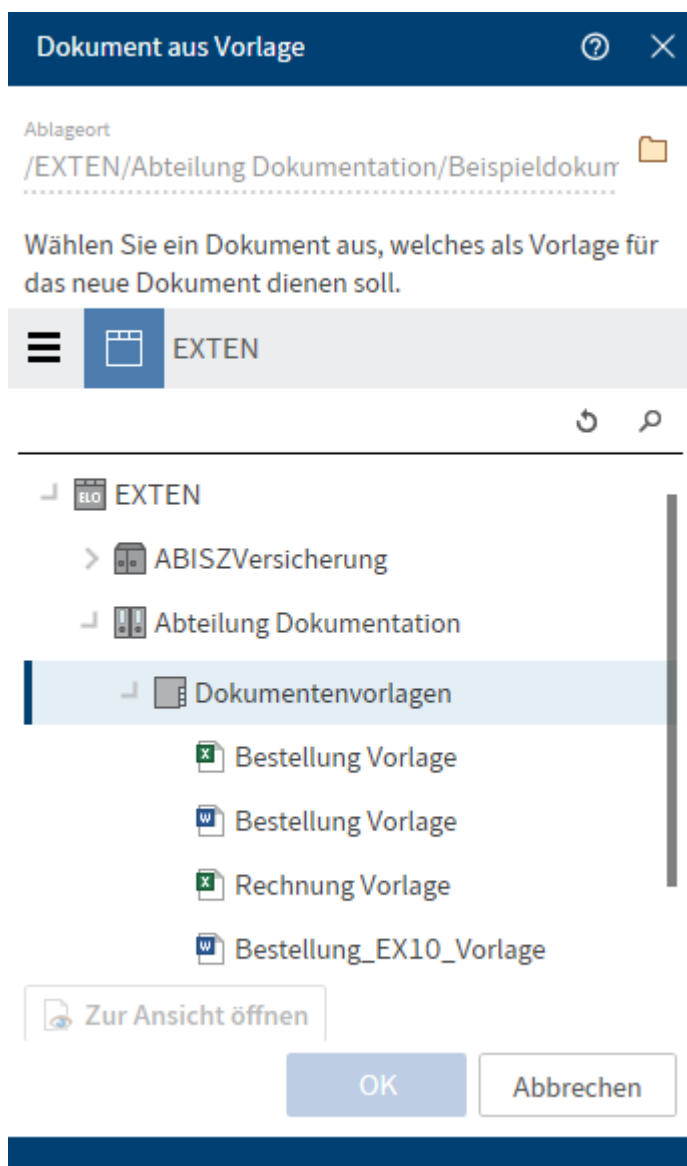 Dokument aus Vorlage
Ablageort
/EXTEN/Abteilung Dokumentation/Beispieldokum
Wählen Sie ein Dokument aus, welches als Vorlage für
das neue Dokument dienen soll.
EXTEN
ELO EXTEN
ABISZVersicherung
Abteilung Dokumentation
Dokumentenvorlagen
Bestellung Vorlage
Bestellung Vorlage
Rechnung Vorlage
Bestellung_EX10_Vorlage
Zur Ansicht öffnen
OK Abbrechen